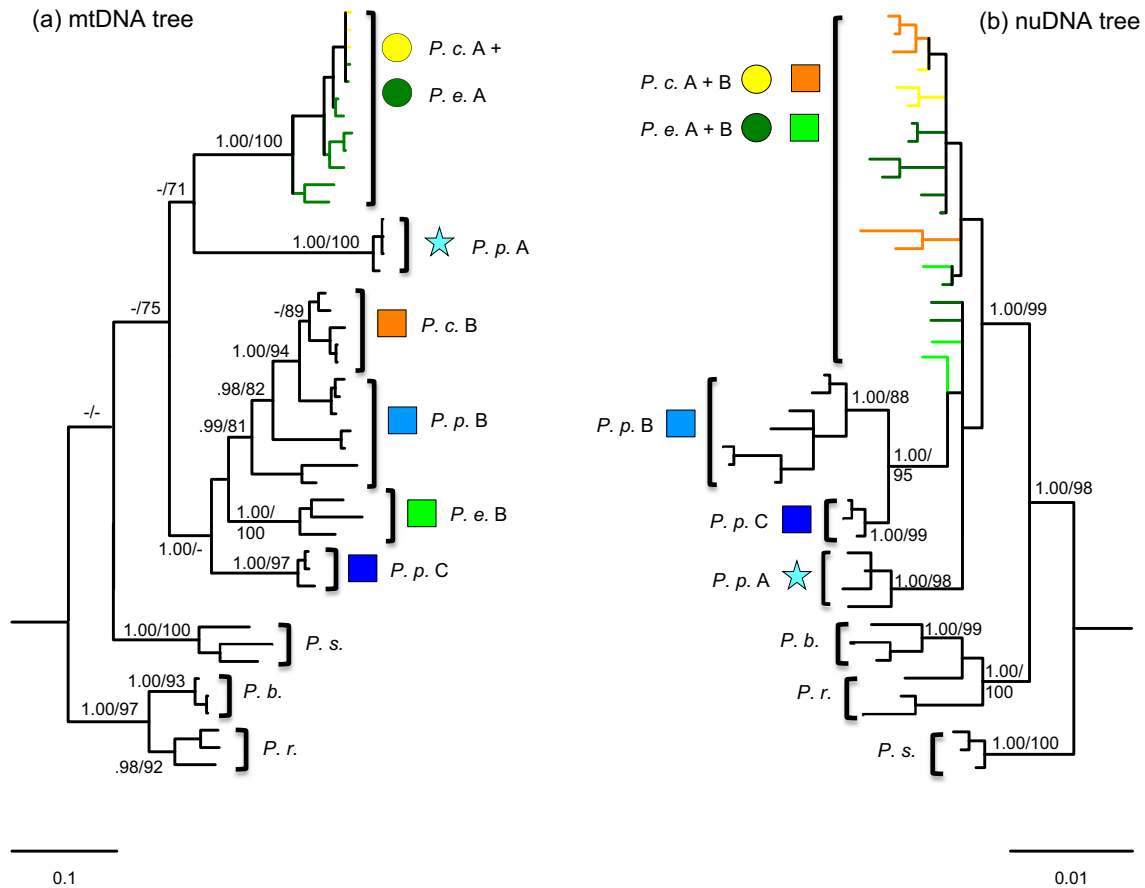 (a) mtDNA tree
P. c. A +
P. e. A
1.00/100
-/71
1.00/100
P. p. A
-/75
-/89
P. c. B
1.00/94
.98/82
-/-
P. p. B
.99/81
1.00/
100
P. e. B
1.00/-
1.00/97
P. p. C
1.00/100
P. s.
1.00/93
P. b.
1.00/97
P. r.
.98/92
0.1
(b) nuDNA tree
P. c. A + B
P. e. A + B
1.00/99
1.00/88
P. p. B
1.00/
95
1.00/98
P. p. C
1.00/99
P. p. A
1.00/98
P. b.
1.00/99
1.00/
100
P. r.
P. s.
1.00/100
0.01